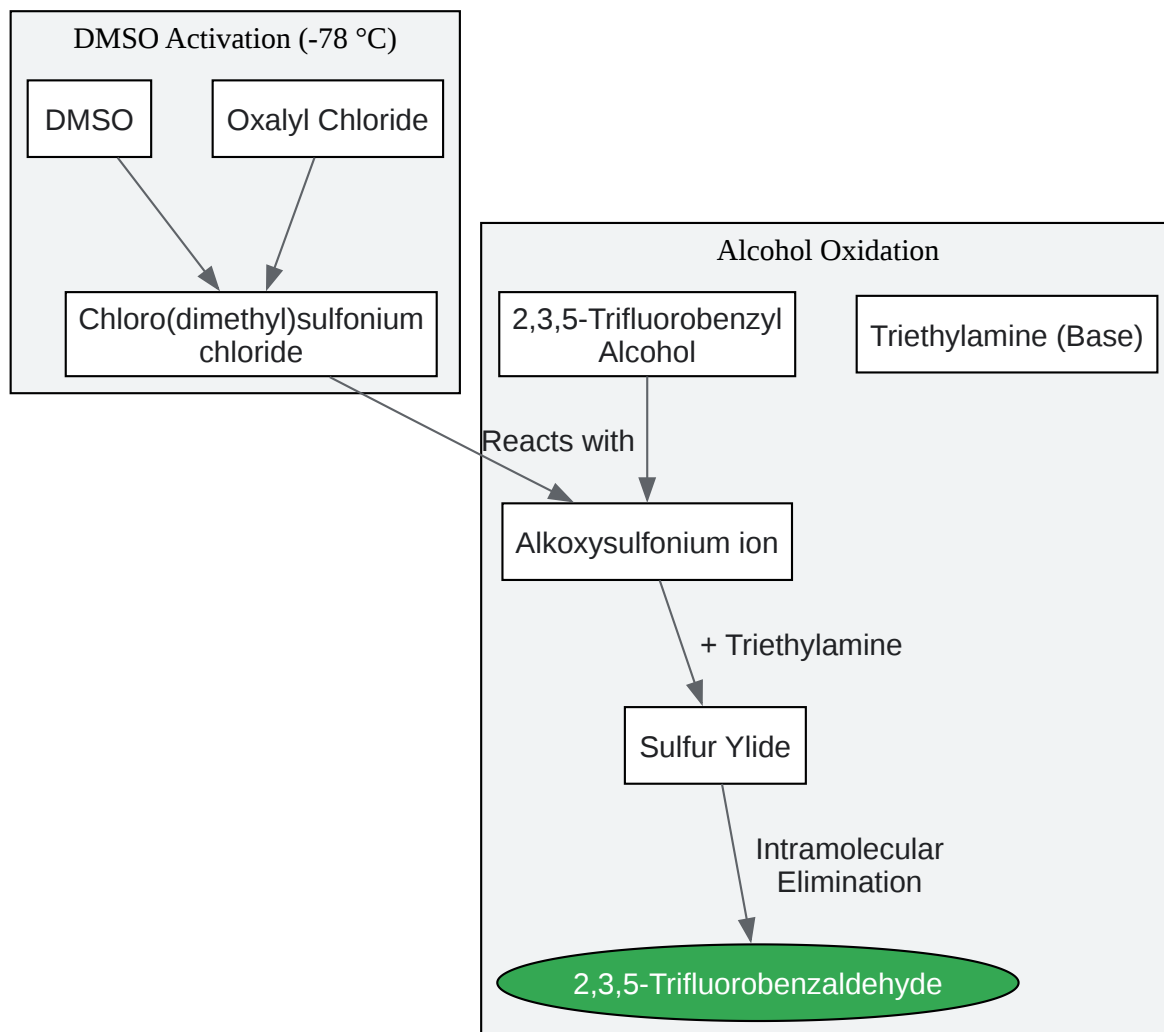 DMSO Activation (-78 °C)
DMSO
Oxalyl Chloride
Chloro(dimethyl)sulfonium
chloride
Alcohol Oxidation
2,3,5-Trifluorobenzyl
Alcohol
Triethylamine (Base)
Reacts with
Alkoxysulfonium ion
+ Triethylamine
Sulfur Ylide
Intramolecular
Elimination
2,3,5-Trifluorobenzaldehyde